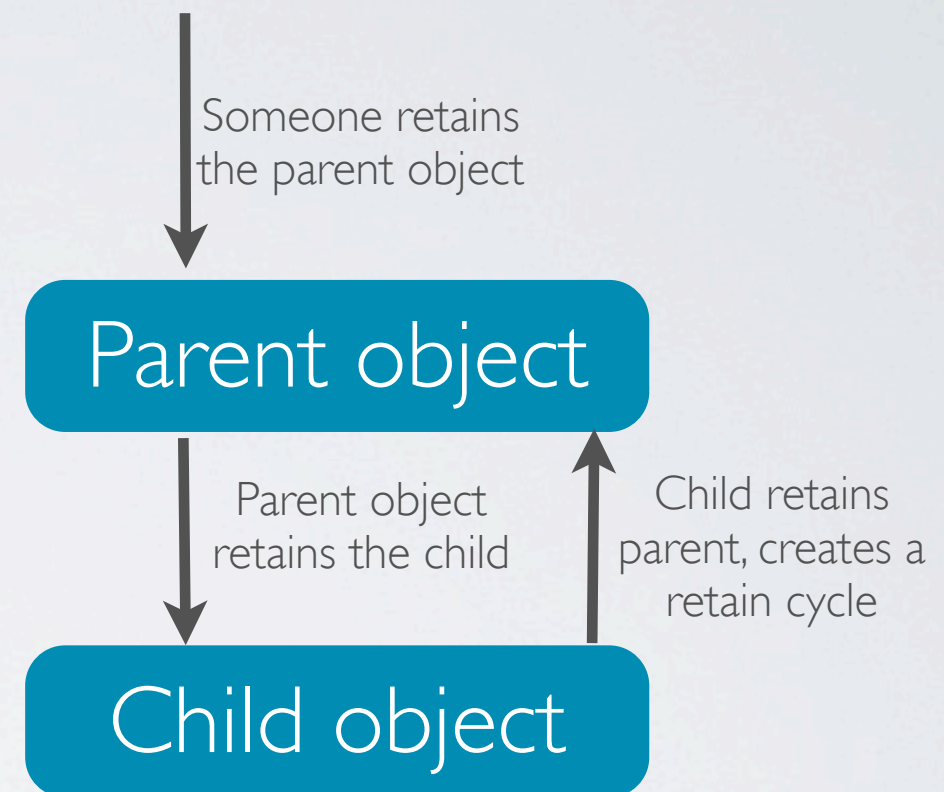 Someone retains
the parent object
Parent object
Parent object
retains the child
Child retains
parent, creates a
retain cycle
Child object